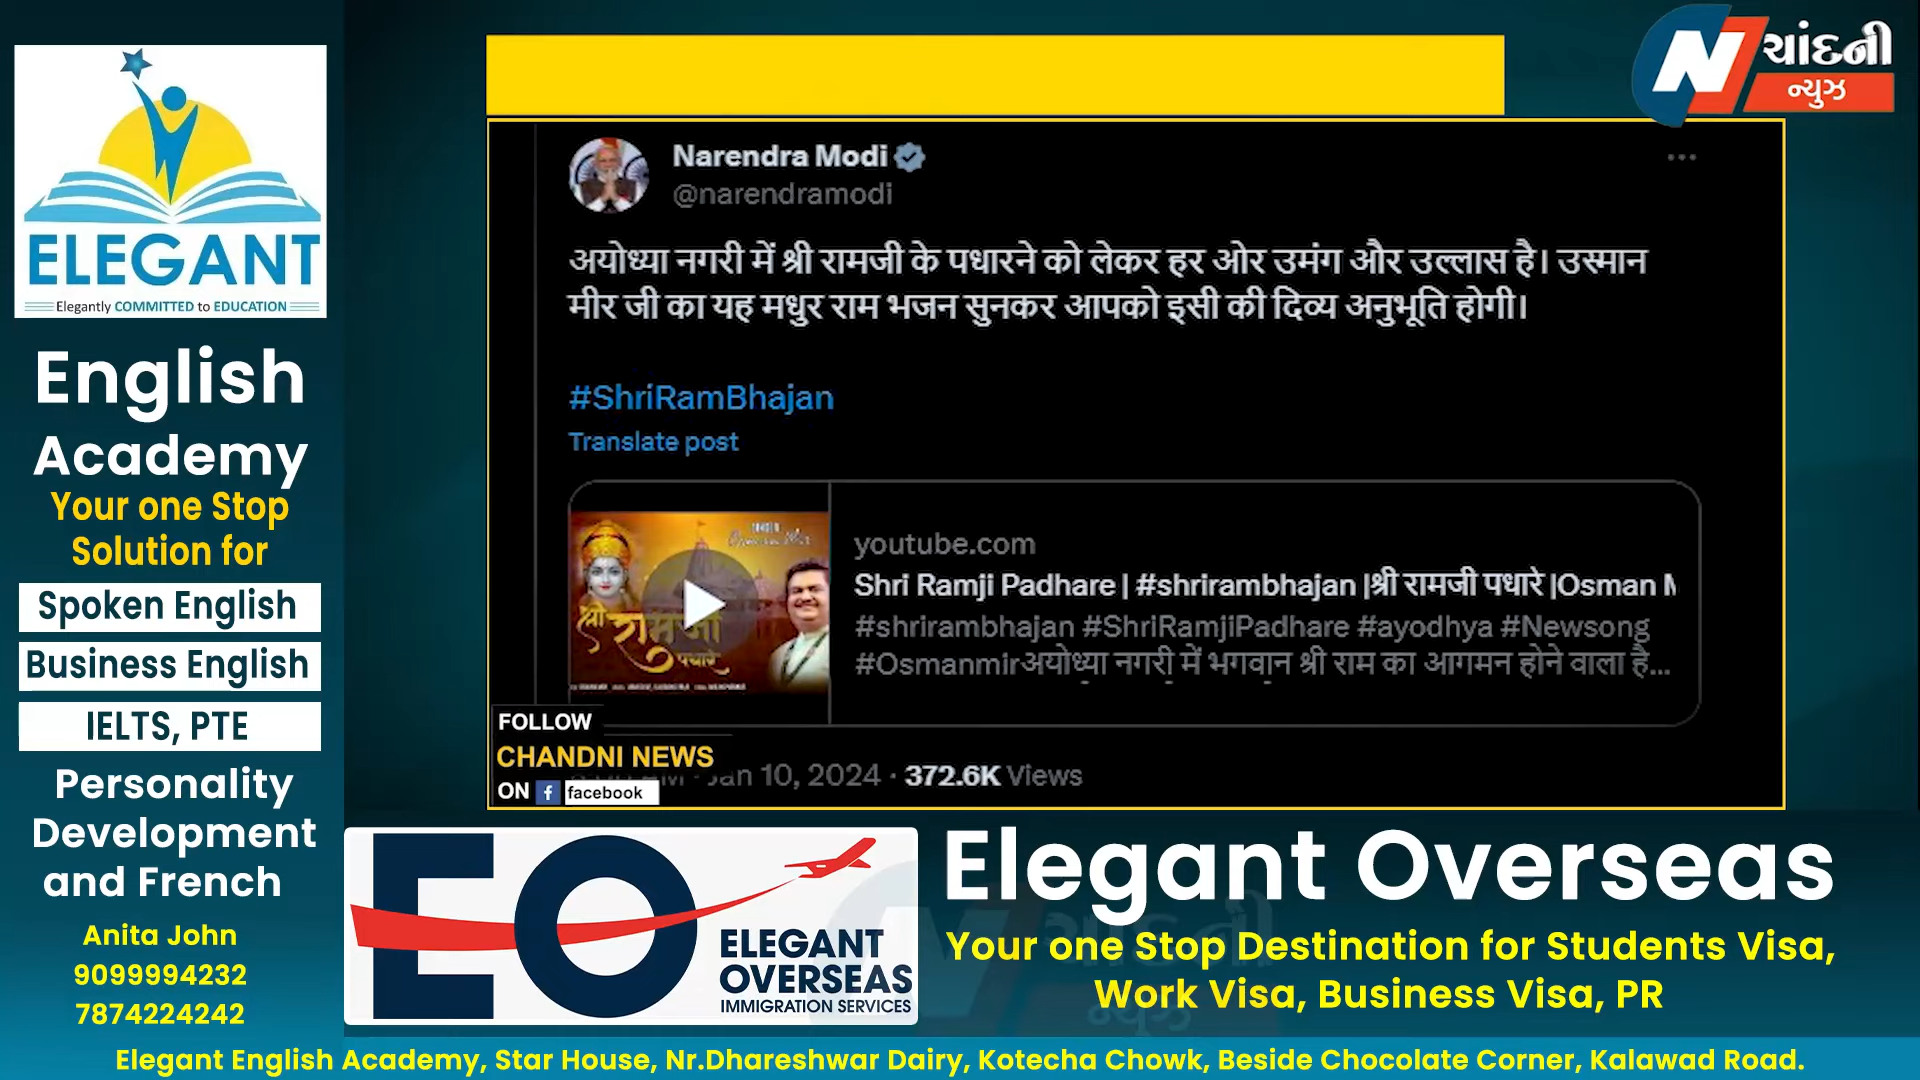 ELEGANT
Elegantly COMMITTED to EDUCATION
English
Academy
Your one Stop
Solution for
Spoken English
Business English
IELTS, PTE
Personality
Development
and French
Anita John
9099994232
7874224242
ચાંદની
ન્યુઝ
Narendra Modi
@narendramodi
अयोध्या नगरी में श्री रामजी के पधारने को लेकर हर ओर उमंग और उल्लास है। उस्मान
मीर जी का यह मधुर राम भजन सुनकर आपको इसी की दिव्य अनुभूति होगी।
#ShriRamBhajan
Translate post
श्री रामजी
पधारे
youtube.com
Shri Ramji Padhare | #shrirambhajan |श्री रामजी पधारे |Osman M
#shrirambhajan #ShriRamjiPadhare #ayodhya #Newsong
#Osmanmirअयोध्या नगरी में भगवान श्री राम का आगमन होने वाला है...
Jan 10, 2024 · 372.6K Views
FOLLOW
CHANDNI NEWS
ON f facebook
EO
ELEGANT
OVERSEAS
IMMIGRATION SERVICES
Elegant Overseas
Your one Stop Destination for Students Visa,
Work Visa, Business Visa, PR
Elegant English Academy, Star House, Nr.Dhareshwar Dairy, Kotecha Chowk, Beside Chocolate Corner, Kalawad Road.